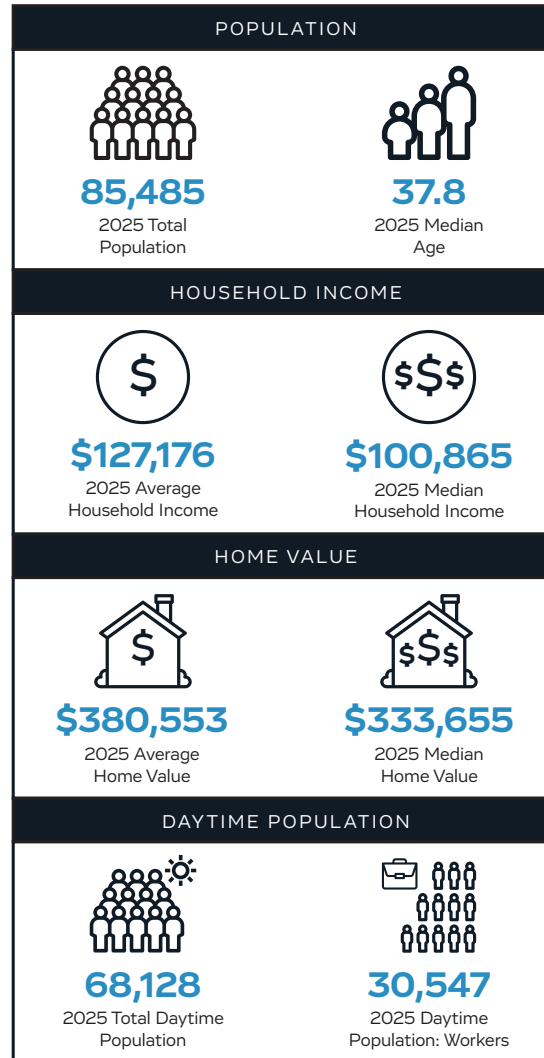 POPULATION
85,485
2025 Total
Population
37.8
2025 Median
Age
HOUSEHOLD INCOME
$
$127,176
2025 Average
Household Income
$$$
$100,865
2025 Median
Household Income
HOME VALUE
$
$380,553
2025 Average
Home Value
$$$
$333,655
2025 Median
Home Value
DAYTIME POPULATION
68,128
2025 Total Daytime
Population
30,547
2025 Daytime
Population: Workers